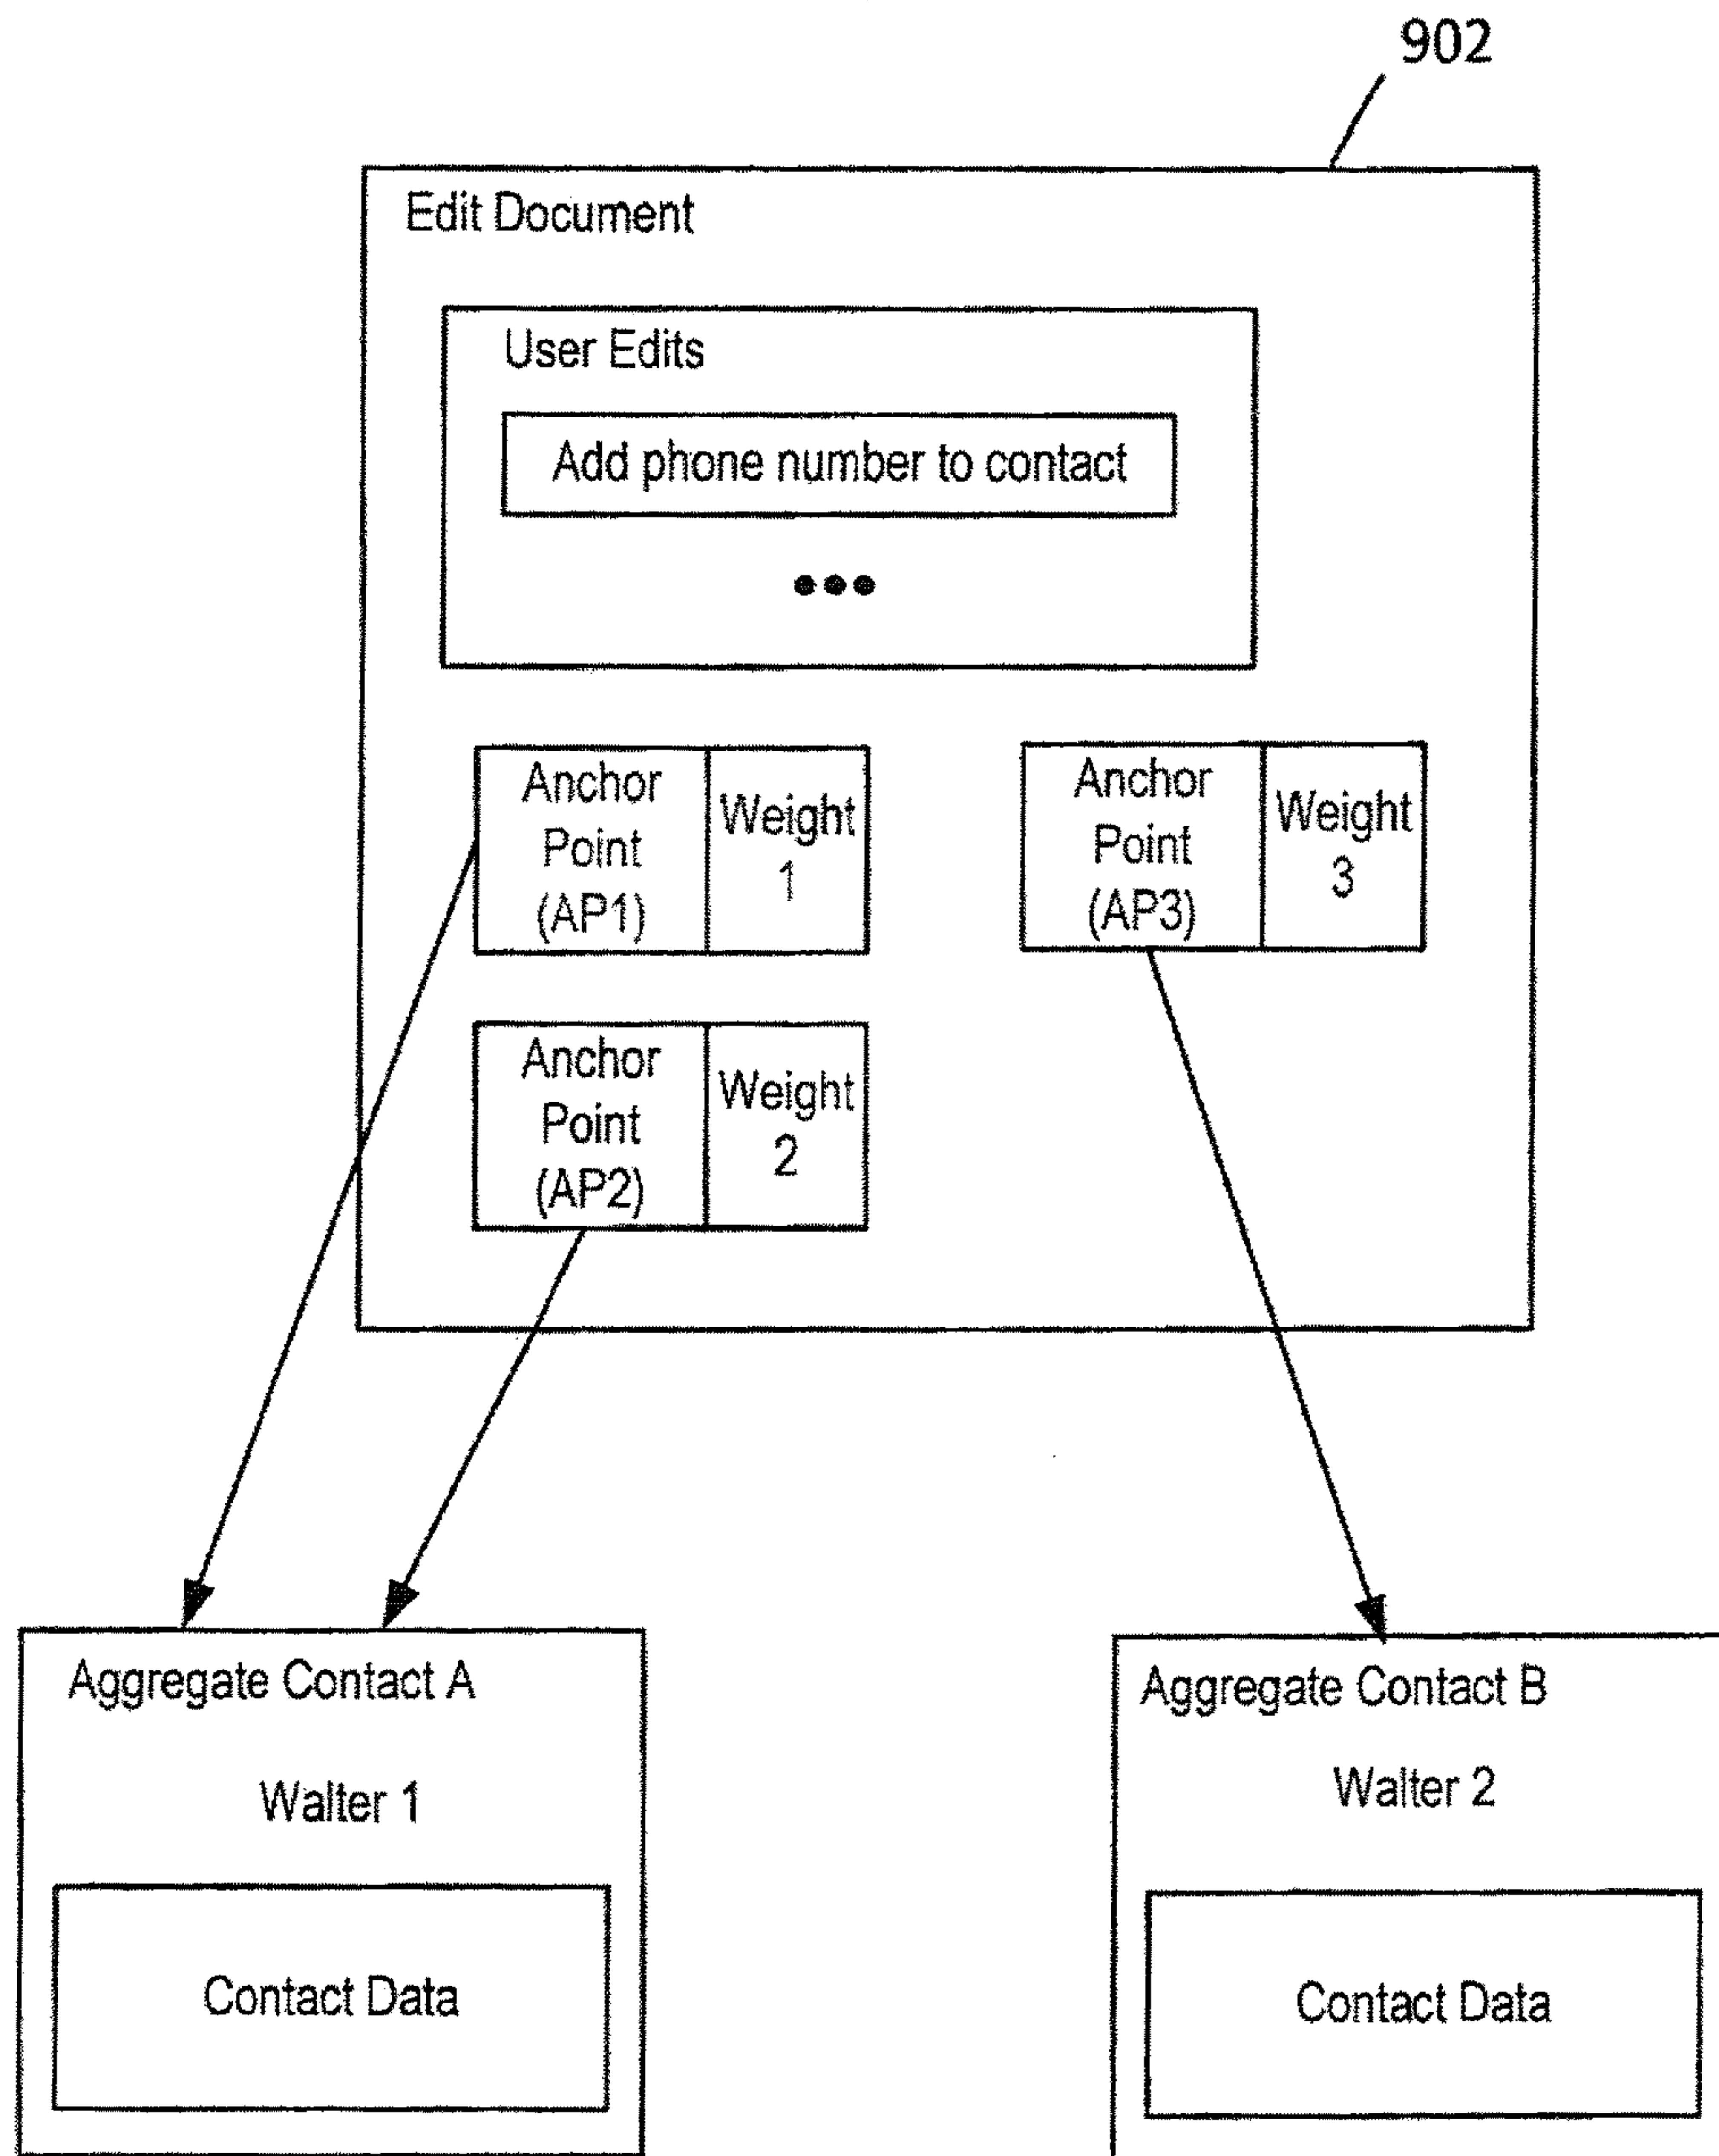 902
Edit Document
User Edits
Add phone number to contact
Anchor
Point
(AP1)
Weight
1
Anchor
Point
(AP3)
Weight
3
Anchor
Point
(AP2)
Weight
2
Aggregate Contact A
Walter 1
Contact Data
Aggregate Contact B
Walter 2
Contact Data